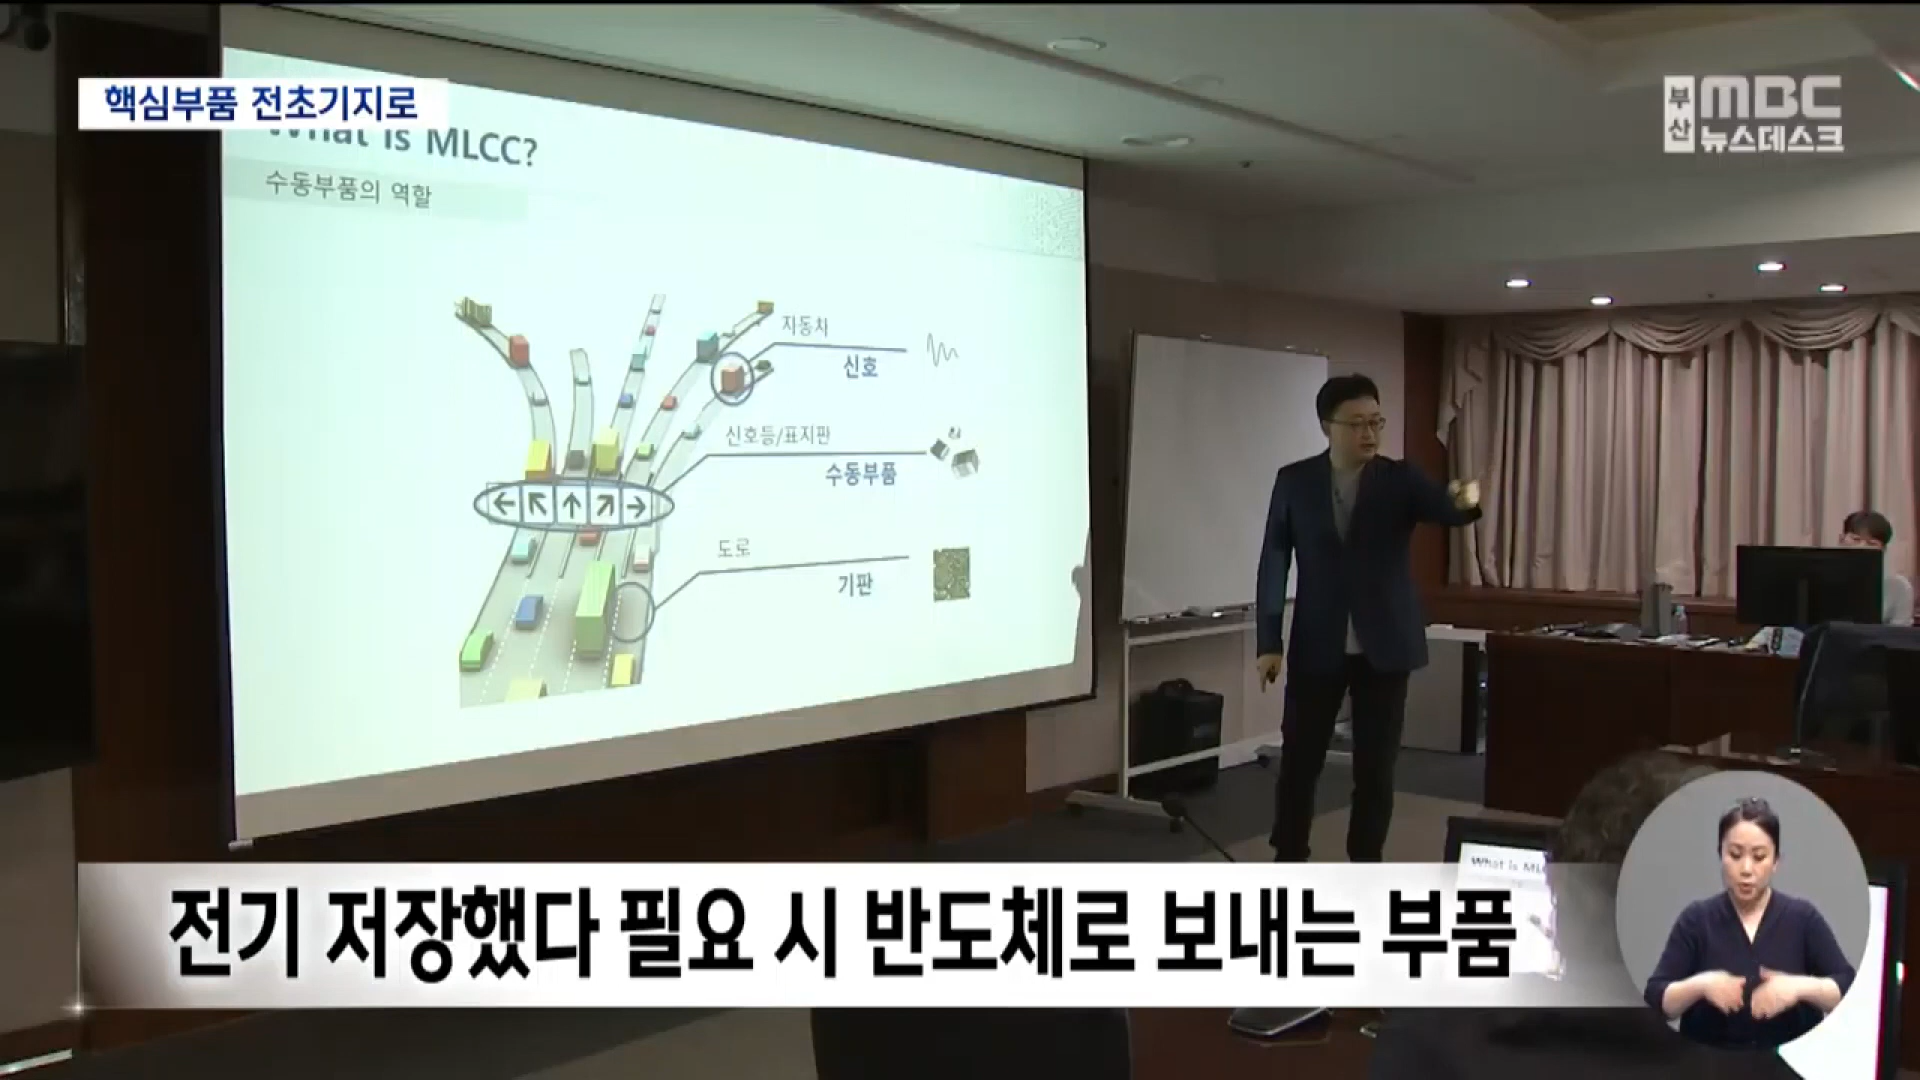 핵심부품 전초기지로
부산
MBC
뉴스데스크
What is MLCC?
수동부품의 역할
자동차
신호
신호등/표지판
수동부품
도로
기판
What is ML
전기 저장했다 필요 시 반도체로 보내는 부품